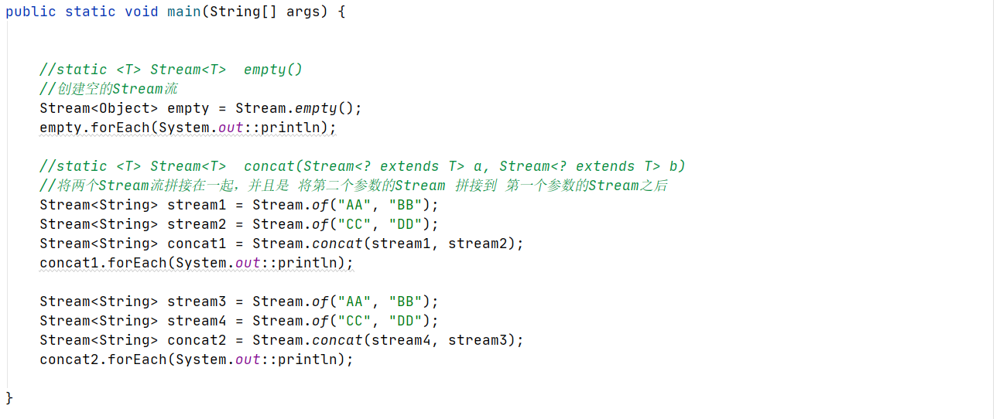 public static void main(String[] args) {
//static <T> Stream<T>  empty()
//创建空的Stream流
Stream<Object> empty = Stream.empty();
empty.forEach(System.out::println);
//static <T> Stream<T>  concat(Stream<? extends T> a, Stream<? extends T> b)
//将两个Stream流拼接在一起，并且是 将第二个参数的Stream 拼接到 第一个参数的Stream之后
Stream<String> stream1 = Stream.of("AA", "BB");
Stream<String> stream2 = Stream.of("CC", "DD");
Stream<String> concat1 = Stream.concat(stream1, stream2);
concat1.forEach(System.out::println);
Stream<String> stream3 = Stream.of("AA", "BB");
Stream<String> stream4 = Stream.of("CC", "DD");
Stream<String> concat2 = Stream.concat(stream4, stream3);
concat2.forEach(System.out::println);
}